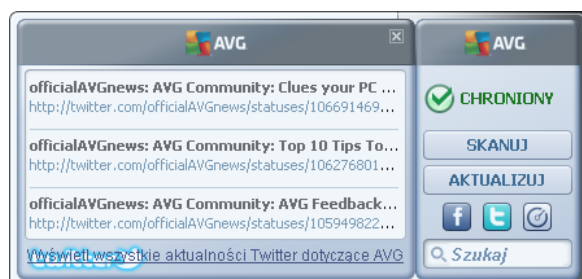 AVG
officialAVGnews: AVG Community: Clues your PC ...
http://twitter.com/officialAVGnews/statuses/106691469...
officialAVGnews: AVG Community: Top 10 Tips To...
http://twitter.com/officialAVGnews/statuses/106276801...
officialAVGnews: AVG Community: AVG Feedback...
http://twitter.com/officialAVGnews/statuses/105949822...
Wyświetl wszystkie aktualności Twitter dotyczące AVG
twitter
AVG
CHRONIONY
SKANUJ
AKTUALIZUJ
f t
Szukaj